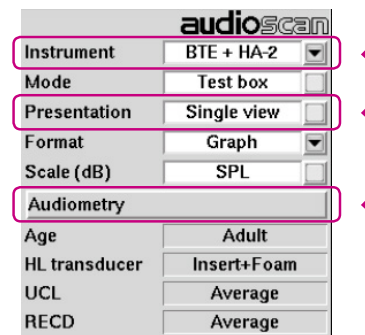 audioscan
Instrument BTE + HA-2
Mode Test box
Presentation Single view
Format Graph
Scale (dB) SPL
Audiometry
Age Adult
HL transducer Insert+Foam
UCL Average
RECD Average